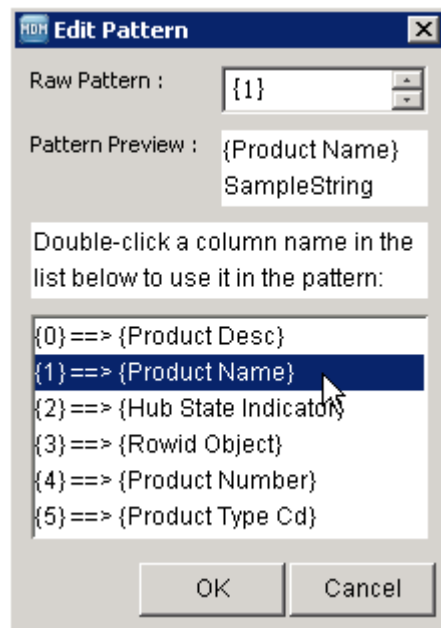 MDM Edit Pattern
Raw Pattern : {1}
Pattern Preview : {Product Name}
SampleString
Double-click a column name in the
list below to use it in the pattern:
{0} ==> {Product Desc}
{1} ==> {Product Name}
{2} ==> {Hub State Indicator}
{3} ==> {Rowid Object}
{4} ==> {Product Number}
{5} ==> {Product Type Cd}
OK Cancel